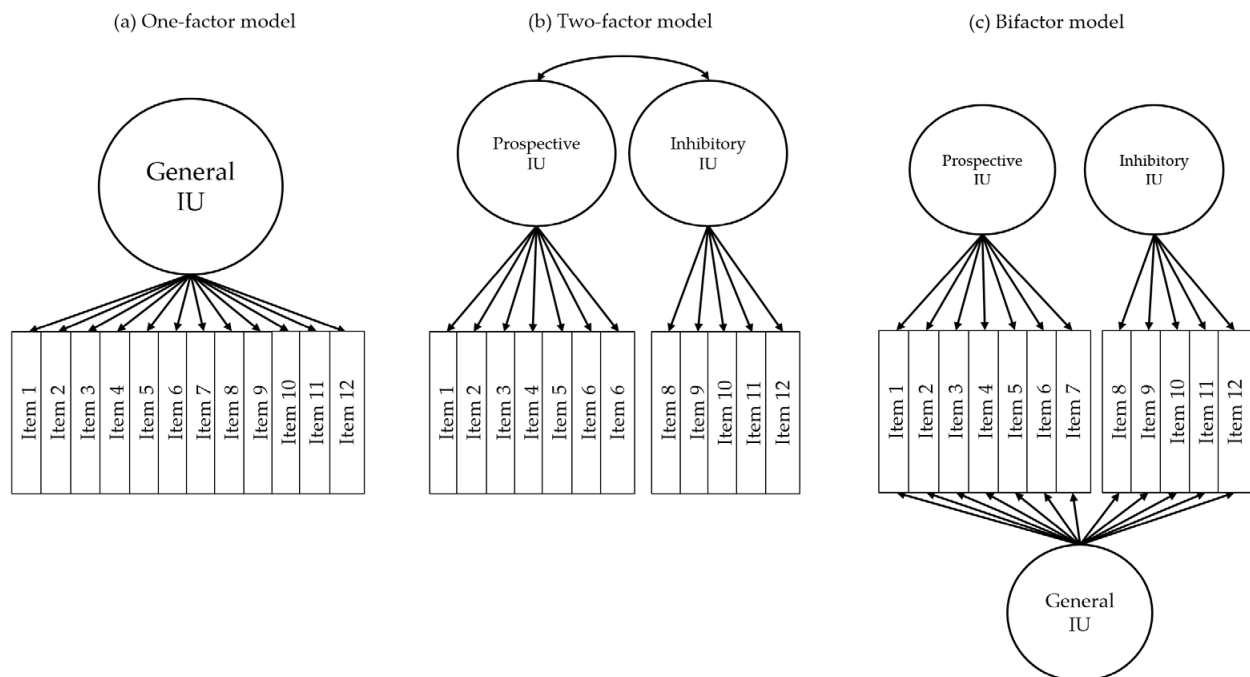 (a) One-factor model
General
IU
Item 1
Item 2
Item 3
Item 4
Item 5
Item 6
Item 7
Item 8
Item 9
Item 10
Item 11
Item 12
(b) Two-factor model
Prospective
IU
Inhibitory
IU
Item 1
Item 2
Item 3
Item 4
Item 5
Item 6
Item 6
Item 8
Item 9
Item 10
Item 11
Item 12
(c) Bifactor model
Prospective
IU
Inhibitory
IU
Item 1
Item 2
Item 3
Item 4
Item 5
Item 6
Item 7
Item 8
Item 9
Item 10
Item 11
Item 12
General
IU